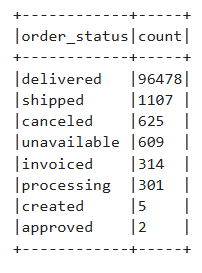 +------------+-----+
|order_status|count|
+------------+-----+
|delivered   |96478|
|shipped     |1107 |
|canceled    |625  |
|unavailable |609  |
|invoiced    |314  |
|processing  |301  |
|created     |5    |
|approved    |2    |
+------------+-----+